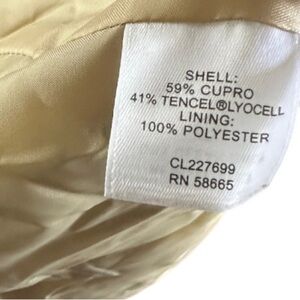 SHELL:
59% CUPRO
41% TENCEL®LYOCELL
LINING:
100% POLYESTER
CL227699
RN 58665